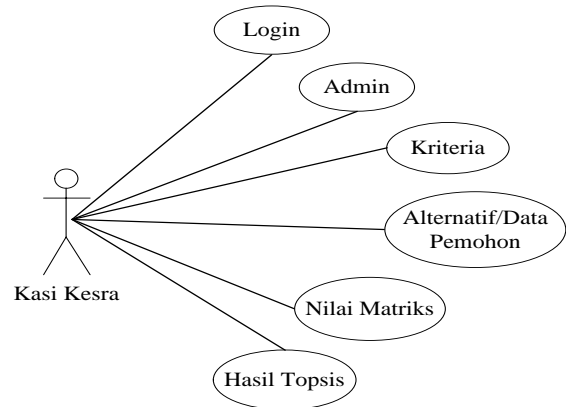 Login
Admin
Kriteria
Alternatif/Data
Pemohon
Kasi Kesra
Nilai Matriks
Hasil Topsis